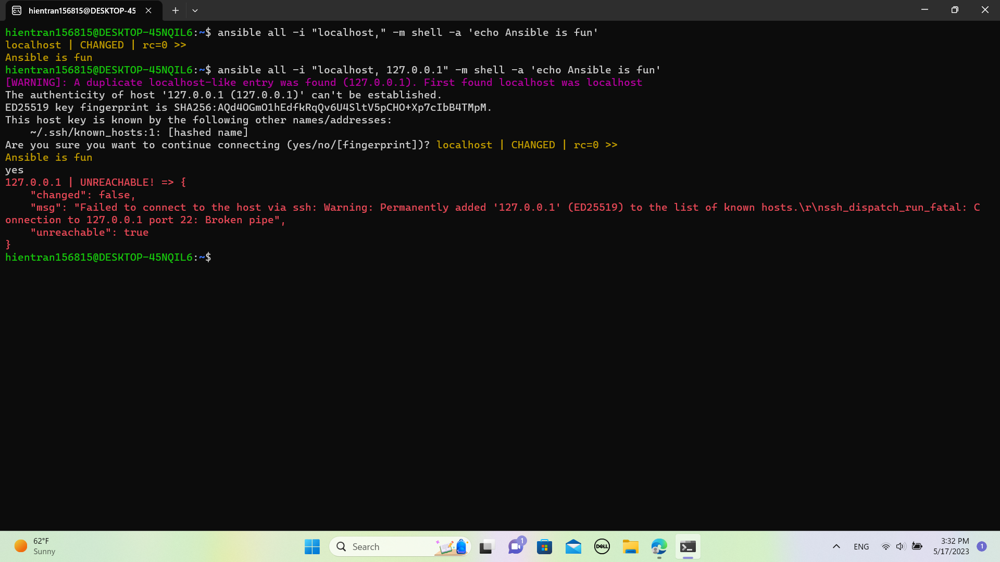 hientran156815@DESKTOP-45
hientran156815@DESKTOP-45NQIL6:~$ ansible all -i "localhost," -m shell -a 'echo Ansible is fun'
localhost | CHANGED | rc=0 >>
Ansible is fun
hientran156815@DESKTOP-45NQIL6:~$ ansible all -i "localhost, 127.0.0.1" -m shell -a 'echo Ansible is fun'
[WARNING]: A duplicate localhost-like entry was found (127.0.0.1). First found localhost was localhost
The authenticity of host '127.0.0.1 (127.0.0.1)' can't be established.
ED25519 key fingerprint is SHA256:AQd4OGmO1hEdfkRqQv6U4SltV5pCHO+Xp7cIbB4TMpM.
This host key is known by the following other names/addresses:
    ~/.ssh/known_hosts:1: [hashed name]
Are you sure you want to continue connecting (yes/no/[fingerprint])? localhost | CHANGED | rc=0 >>
Ansible is fun
yes
127.0.0.1 | UNREACHABLE! => {
    "changed": false,
    "msg": "Failed to connect to the host via ssh: Warning: Permanently added '127.0.0.1' (ED25519) to the list of known hosts.\r\nssh_dispatch_run_fatal: C
onnection to 127.0.0.1 port 22: Broken pipe",
    "unreachable": true
}
hientran156815@DESKTOP-45NQIL6:~$
62°F
Sunny
Search
1
DELL
ENG
3:32 PM
5/17/2023
1